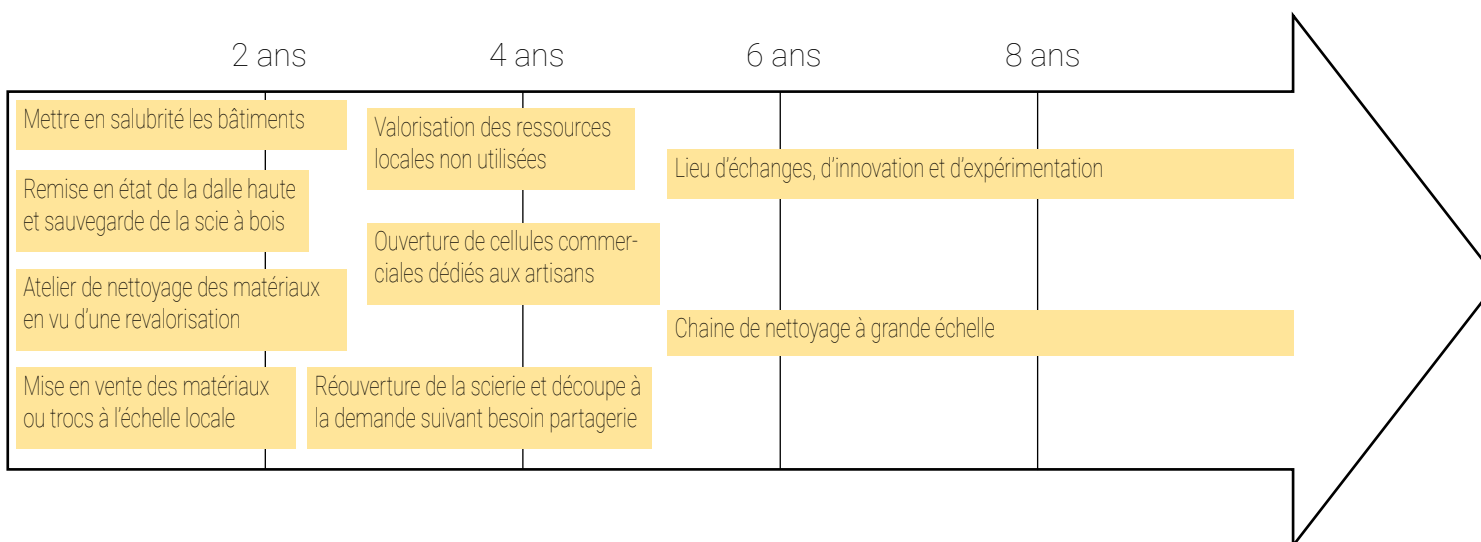 2 ans
4 ans
6 ans
8 ans
Mettre en salubrité les bâtiments
Remise en état de la dalle haute
et sauvegarde de la scie à bois
Atelier de nettoyage des matériaux
en vu d'une revalorisation
Mise en vente des matériaux
ou trocs à l'échelle locale
Valorisation des ressources
locales non utilisées
Ouverture de cellules commer-
ciales dédiés aux artisans
Réouverture de la scierie et découpe à
la demande suivant besoin partagerie
Lieu d'échanges, d'innovation et d'expérimentation
Chaine de nettoyage à grande échelle